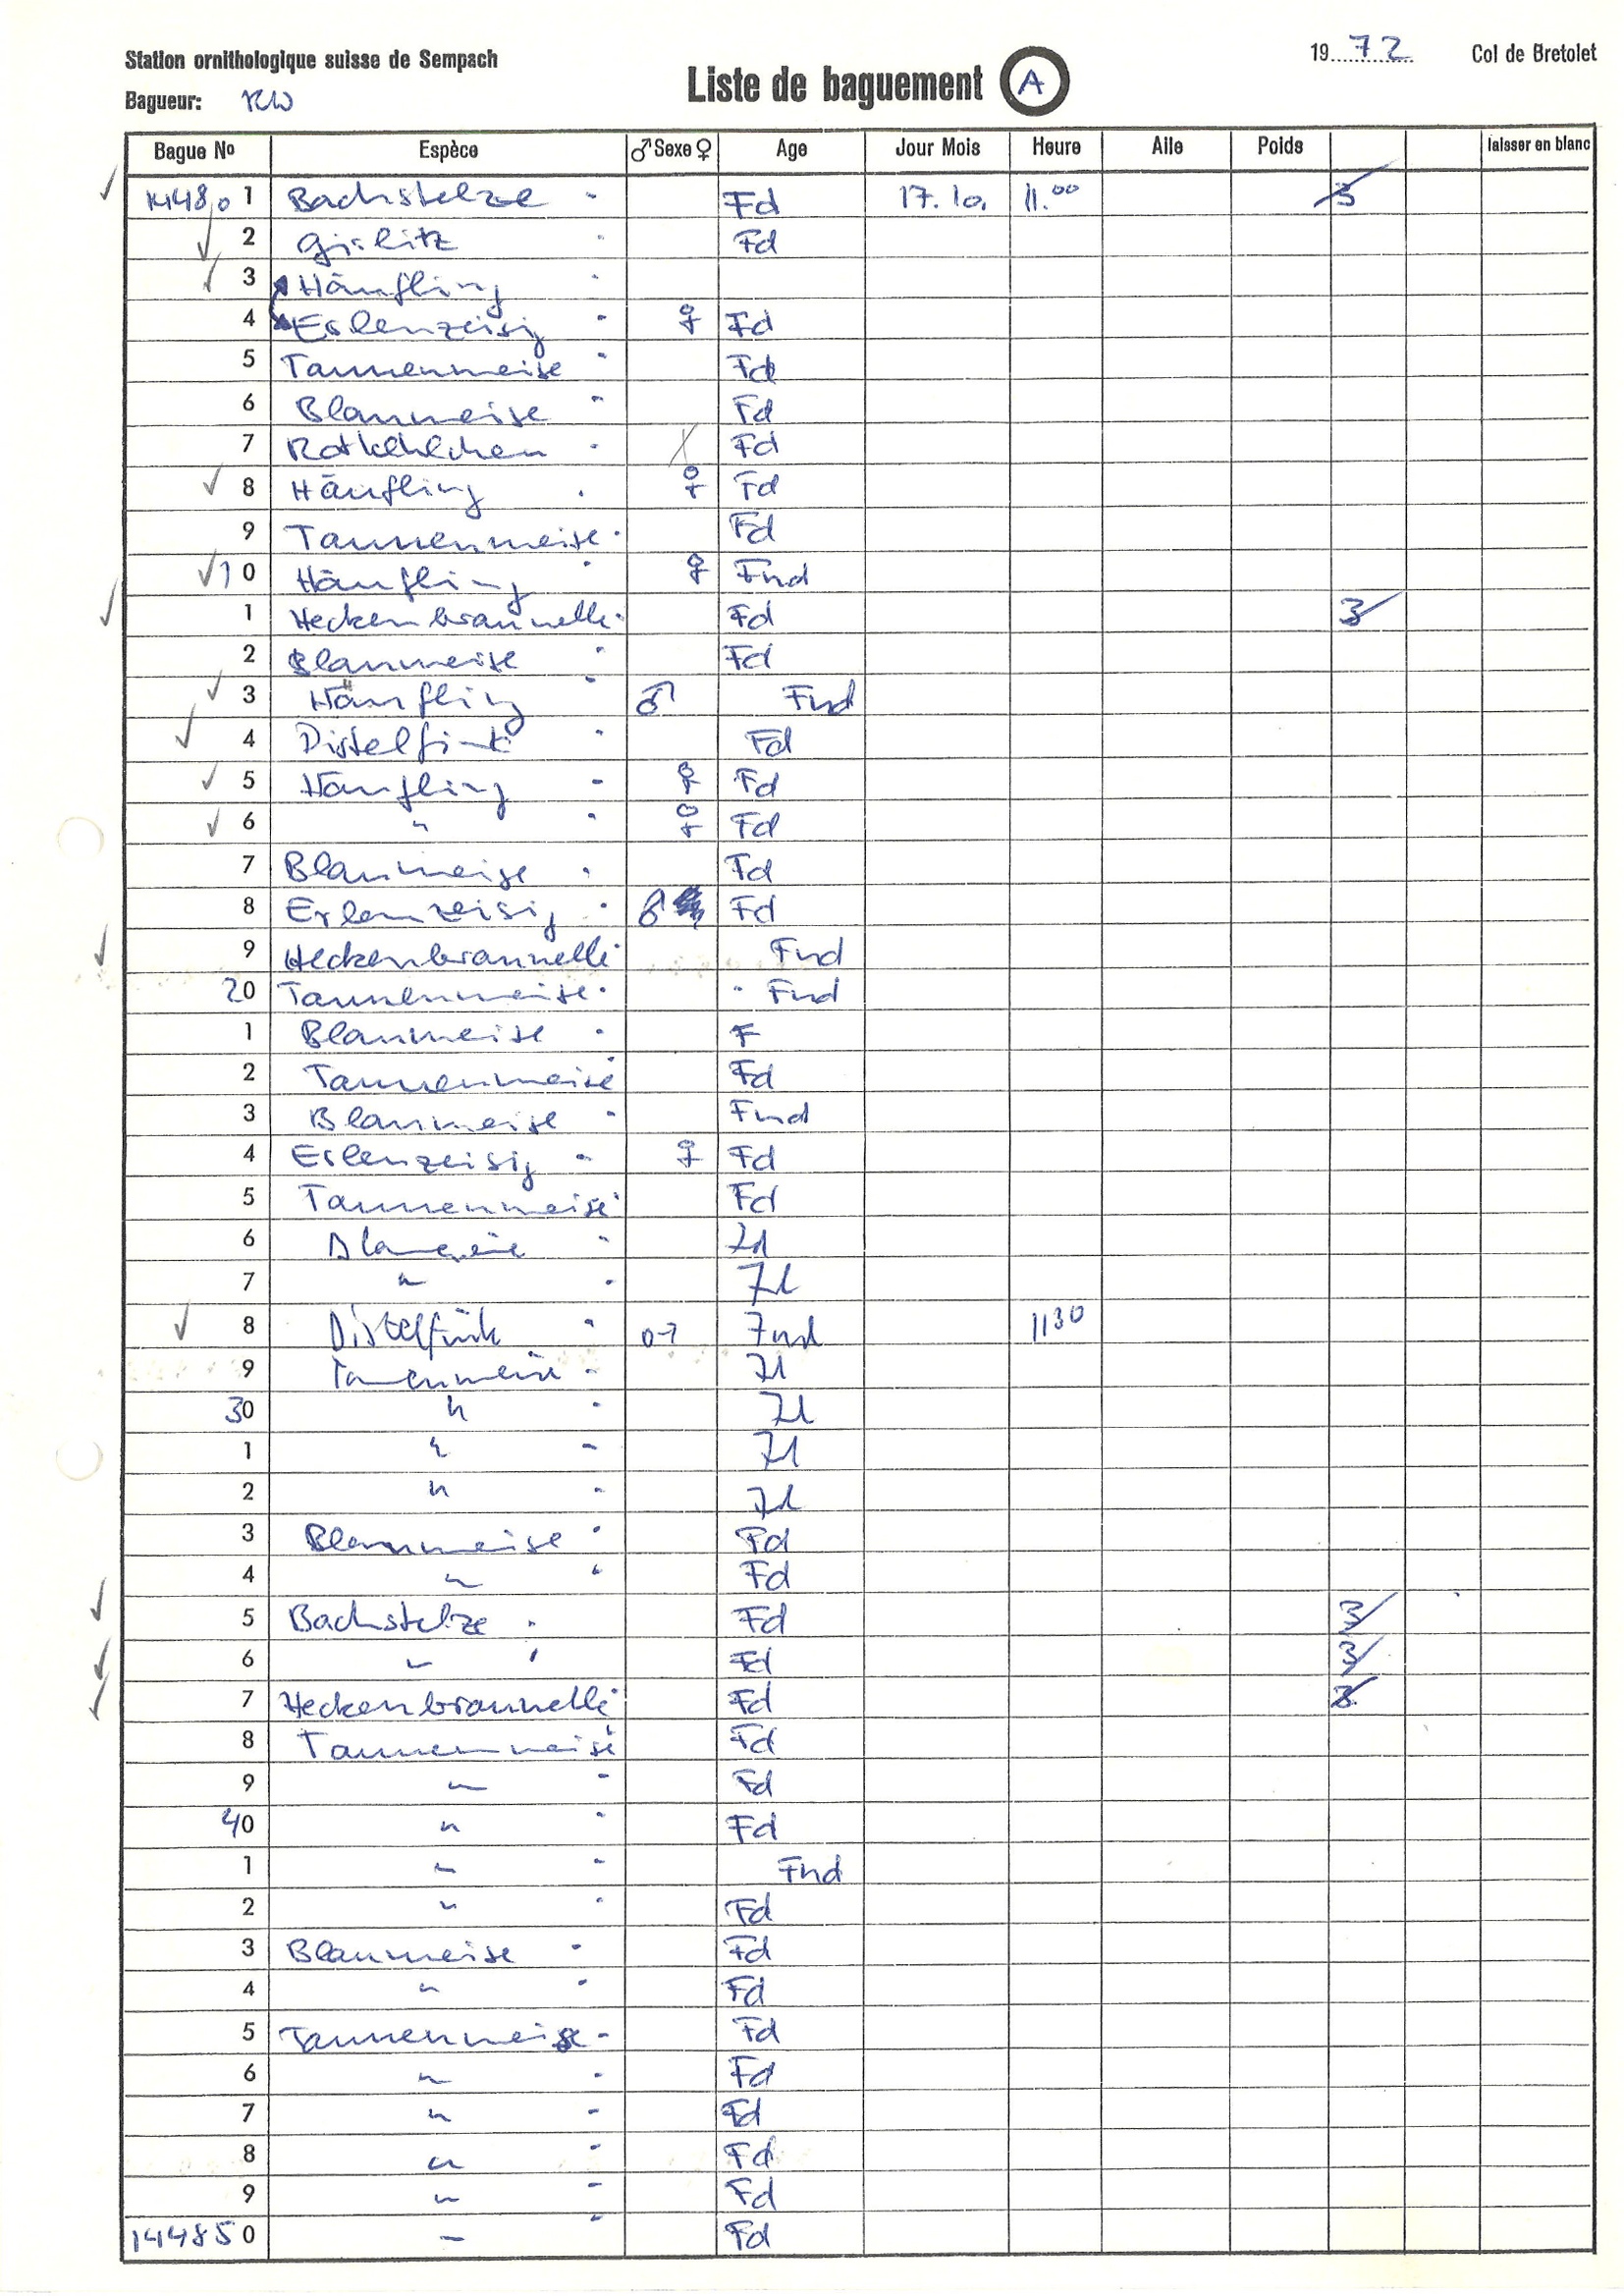 Station ornithologique suisse de Sempach
Bagueur: RW
Liste de baguement A
1972 Col de Bretolet
Bague No Espèce ♂ Sexe ♀ Age Jour Mois Heure Aile Poids laisser en blanc
144801 Bachstelze - Fd 17.10. 11.00 3
2 Girlitz - Fd
3 Hänfling -
4 Erlenzeisig - ♀ Fd
5 Tannenmeise - Fd
6 Blaumeise - Fd
7 Rotkehlchen - Fd
8 Hänfling . ♀ Fd
9 Tannenmeise - Fd
10 Hänfling - ♀ Fnd
1 Heckenbraunelle - Fd 3
2 Blaumeise - Fd
3 Hänfling - ♂ Fnd
4 Distelfink - Fd
5 Hänfling - ♀ Fd
6 " - ♀ Fd
7 Blaumeise . Fd
8 Erlenzeisig - ♂ Fd
9 Heckenbraunelle - Fnd
20 Tannenmeise - Fnd
1 Blaumeise - F
2 Tannenmeise - Fd
3 Blaumeise - Fnd
4 Erlenzeisig - ♀ Fd
5 Tannenmeise - Fd
6 Blaumeise - Fd
7 " - Fd
8 Distelfink - ♂ Fnd 1130
9 Tannenmeise - Fd
30 " - Fd
1 " - Fd
2 " - Fd
3 Blaumeise - Fd
4 " - Fd
5 Bachstelze . Fd 3
6 " - Fd 3
7 Heckenbraunelle - Fd 3
8 Tannenmeise - Fd
9 " - Fd
40 " - Fd
1 " - Fnd
2 " - Fd
3 Blaumeise - Fd
4 " - Fd
5 Tannenmeise - Fd
6 " - Fd
7 " - Fd
8 " - Fd
9 " - Fd
144850 " - Fd